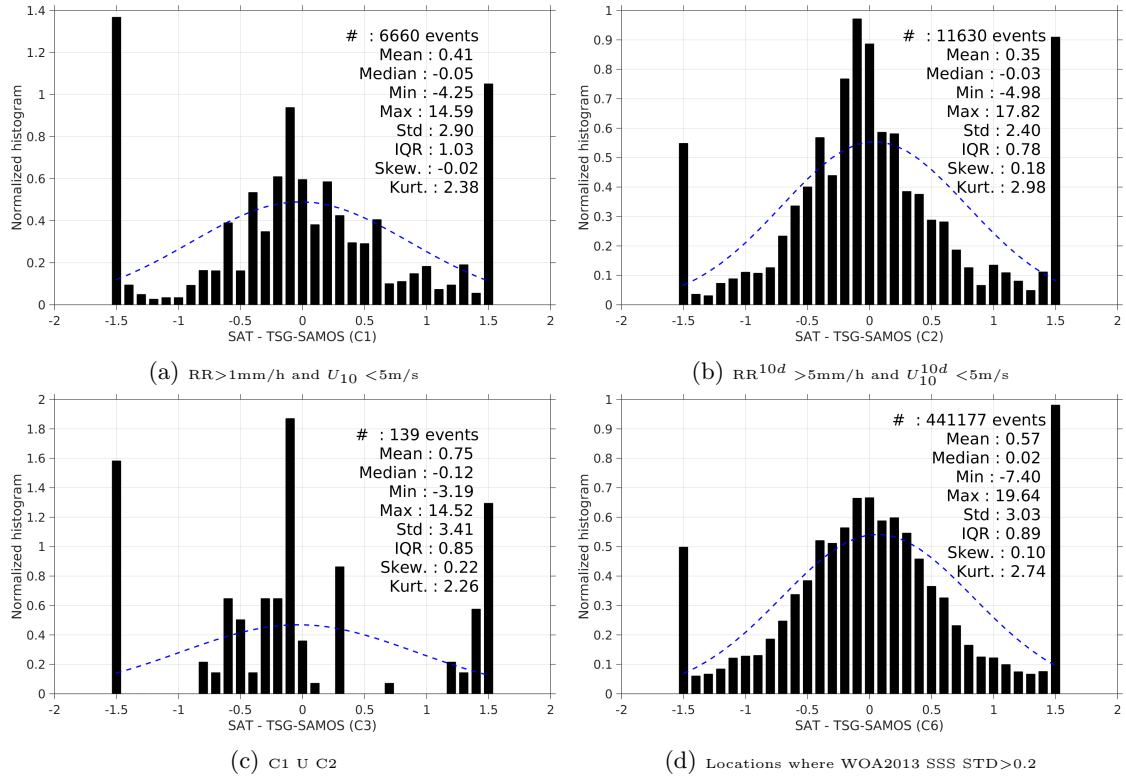 1.4
1.2
1
0.8
0.6
0.4
0.2
0
Normalized histogram
-2
-1.5
-1
-0.5
0
0.5
1
1.5
2
SAT - TSG-SAMOS (C1)
# : 6660 events
Mean : 0.41
Median : -0.05
Min : -4.25
Max : 14.59
Std : 2.90
IQR : 1.03
Skew. : -0.02
Kurt. : 2.38
(a) RR>1mm/h and U10 <5m/s
1
0.9
0.8
0.7
0.6
0.5
0.4
0.3
0.2
0.1
0
Normalized histogram
-2
-1.5
-1
-0.5
0
0.5
1
1.5
2
SAT - TSG-SAMOS (C2)
# : 11630 events
Mean : 0.35
Median : -0.03
Min : -4.98
Max : 17.82
Std : 2.40
IQR : 0.78
Skew. : 0.18
Kurt. : 2.98
(b) RR10d >5mm/h and U10d10 <5m/s
2
1.8
1.6
1.4
1.2
1
0.8
0.6
0.4
0.2
0
Normalized histogram
-2
-1.5
-1
-0.5
0
0.5
1
1.5
2
SAT - TSG-SAMOS (C3)
# : 139 events
Mean : 0.75
Median : -0.12
Min : -3.19
Max : 14.52
Std : 3.41
IQR : 0.85
Skew. : 0.22
Kurt. : 2.26
(c) C1 U C2
1
0.9
0.8
0.7
0.6
0.5
0.4
0.3
0.2
0.1
0
Normalized histogram
-2
-1.5
-1
-0.5
0
0.5
1
1.5
2
SAT - TSG-SAMOS (C6)
# : 441177 events
Mean : 0.57
Median : 0.02
Min : -7.40
Max : 19.64
Std : 3.03
IQR : 0.89
Skew. : 0.10
Kurt. : 2.74
(d) Locations where WOA2013 SSS STD>0.2